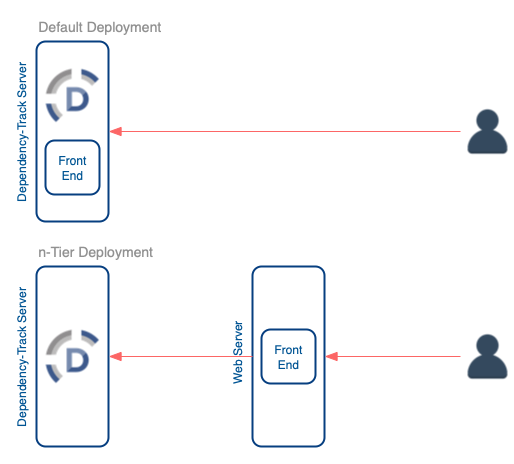 Default Deployment
Dependency-Track Server
D
Front
End
n-Tier Deployment
Dependency-Track Server
D
Web Server
Front
End